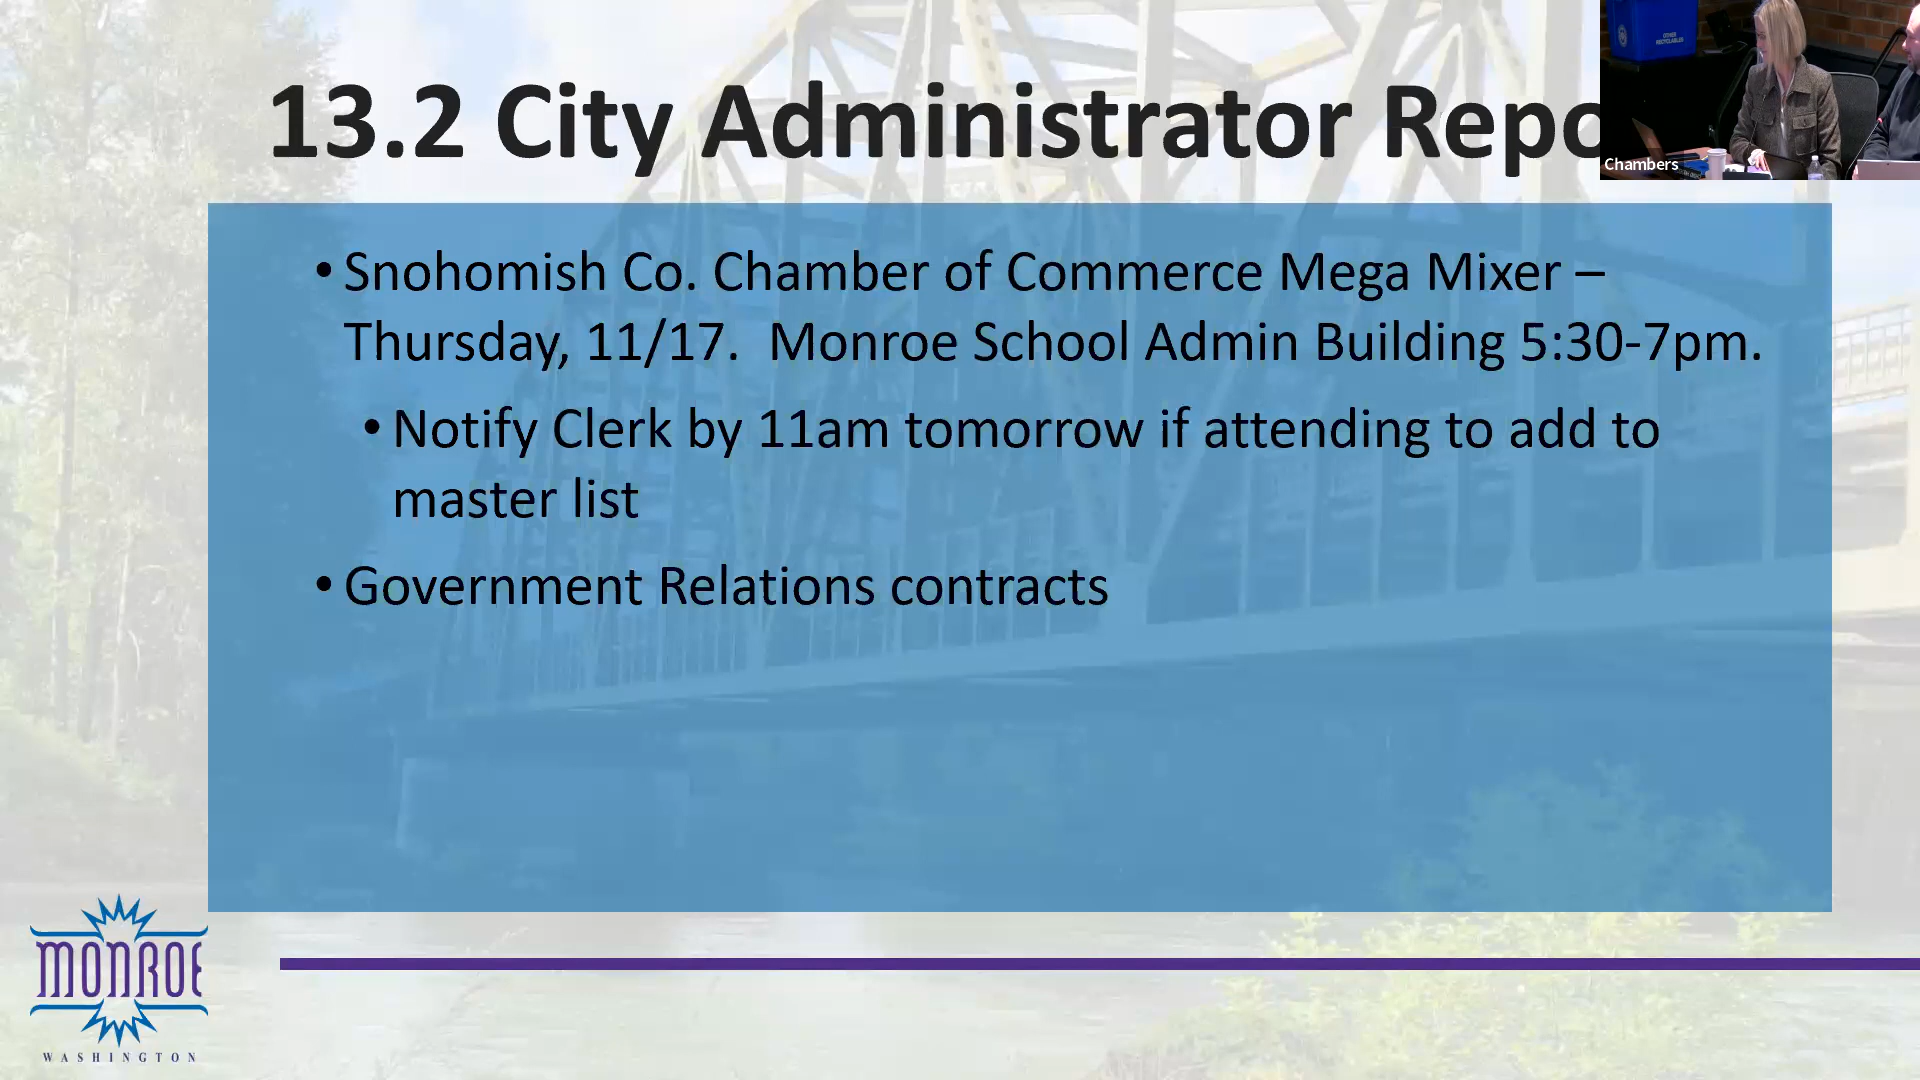 13.2 City Administrator Repo
Chambers
• Snohomish Co. Chamber of Commerce Mega Mixer –
Thursday, 11/17. Monroe School Admin Building 5:30-7pm.
• Notify Clerk by 11am tomorrow if attending to add to
master list
• Government Relations contracts
MONROE
WASHINGTON
OTHER
RECYCLABLES